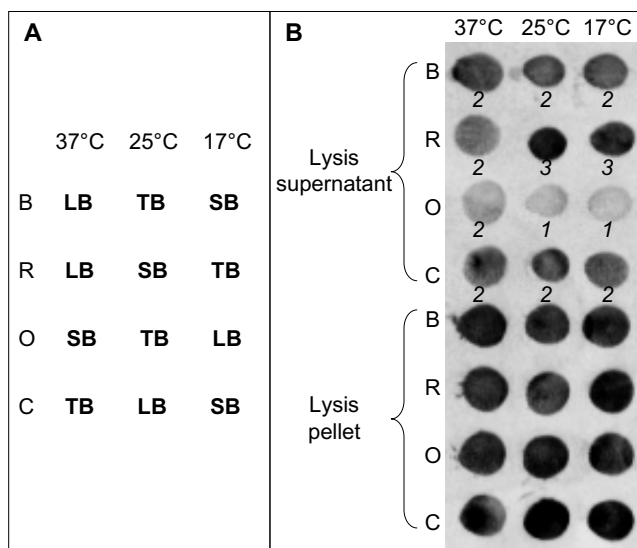 A
37°C 25°C 17°C
B LB TB SB
R LB SB TB
O SB TB LB
C TB LB SB
B
37°C 25°C 17°C
Lysis
supernatant
B
2 2 2
R
2 3 3
O
2 1 1
C
2 2 2
Lysis
pellet
B
R
O
C